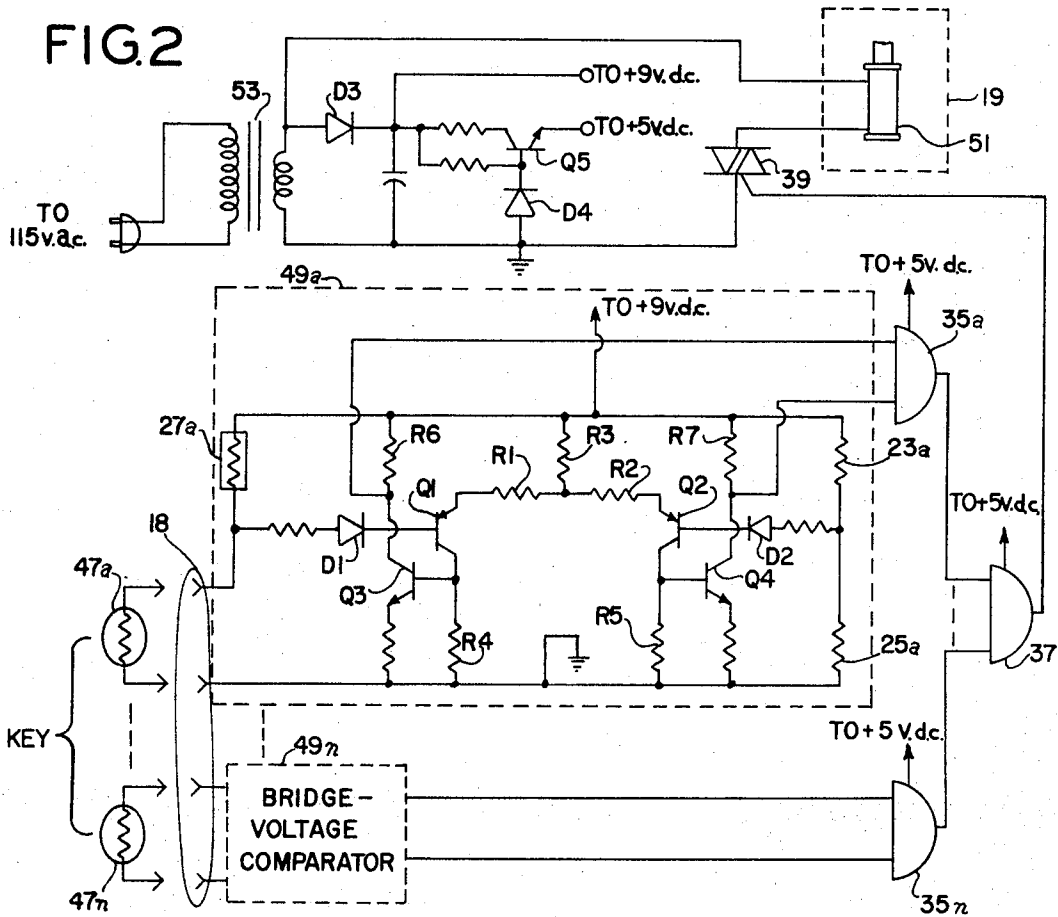 FIG.2
53
D3
TO +9v.d.c.
TO +5v.d.c.
Q5
D4
TO
115v.a.c.
19
51
39
49a
TO +9v.d.c.
TO +5v.d.c.
35a
27a
R6
R1
R3
R2
R7
23a
Q1
Q2
18
D1
D2
TO +5v.d.c.
47a
Q3
Q4
R4
R5
25a
37
KEY
TO +5 v.d.c.
49n
BRIDGE-
VOLTAGE
COMPARATOR
47n
35n